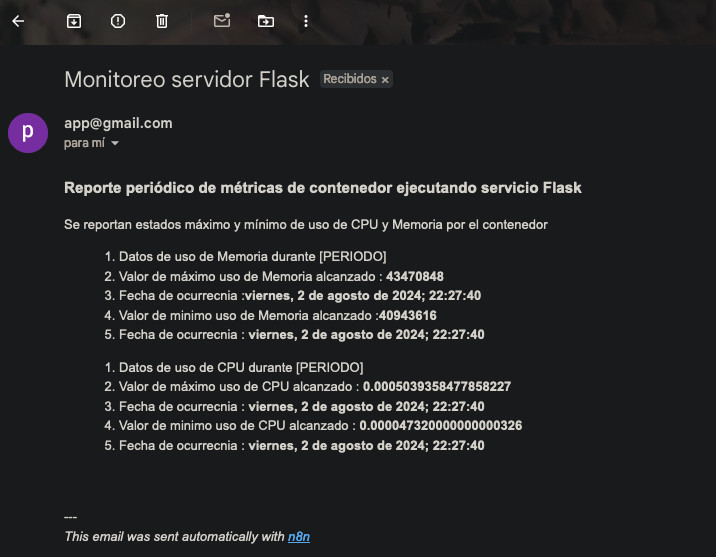 Monitoreo servidor Flask Recibidos ×
p
app@gmail.com
para mí
Reporte periódico de métricas de contenedor ejecutando servicio Flask
Se reportan estados máximo y mínimo de uso de CPU y Memoria por el contenedor
1. Datos de uso de Memoria durante [PERIODO]
2. Valor de máximo uso de Memoria alcanzado : 43470848
3. Fecha de ocurrecnia :viernes, 2 de agosto de 2024; 22:27:40
4. Valor de minimo uso de Memoria alcanzado :40943616
5. Fecha de ocurrecnia : viernes, 2 de agosto de 2024; 22:27:40
1. Datos de uso de CPU durante [PERIODO]
2. Valor de máximo uso de CPU alcanzado : 0.0005039358477858227
3. Fecha de ocurrecnia : viernes, 2 de agosto de 2024; 22:27:40
4. Valor de minimo uso de CPU alcanzado : 0.000047320000000000326
5. Fecha de ocurrecnia : viernes, 2 de agosto de 2024; 22:27:40
---
This email was sent automatically with n8n